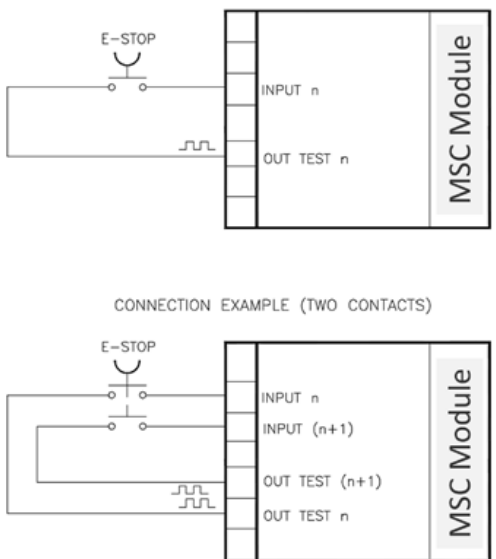 E-STOP
INPUT n
OUT TEST n
MSC Module
CONNECTION EXAMPLE (TWO CONTACTS)
E-STOP
INPUT n
INPUT (n+1)
OUT TEST (n+1)
OUT TEST n
MSC Module